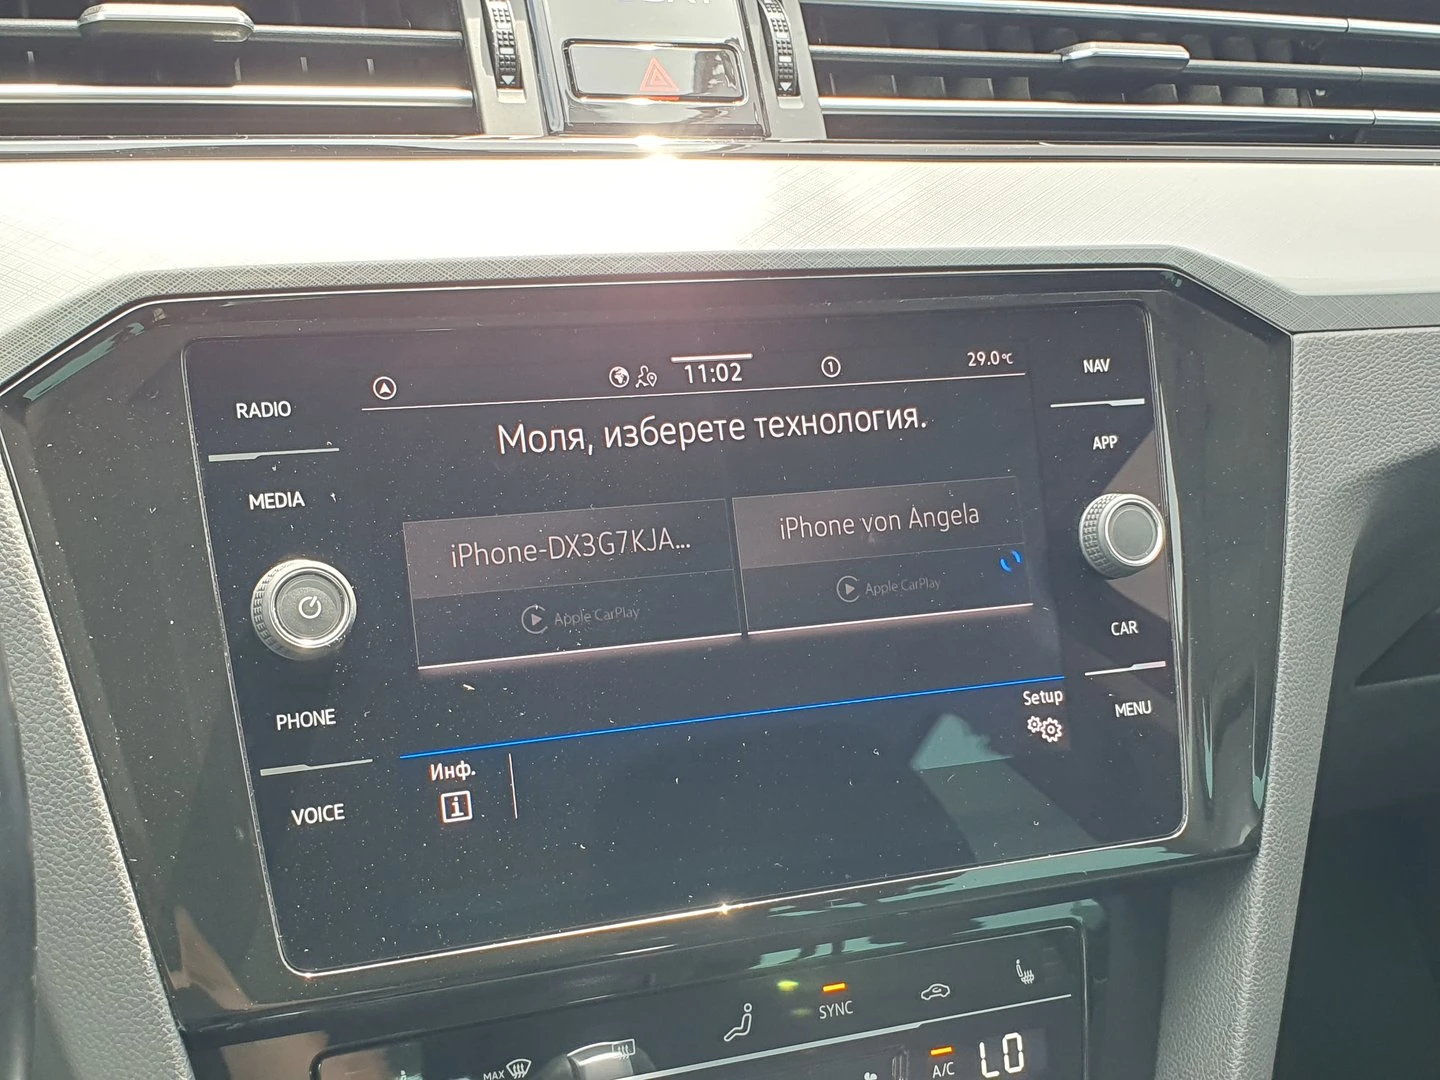 11:02
1
29.0°C
NAV
RADIO
Моля, изберете технология.
APP
MEDIA
iPhone-DX3G7KJA...
iPhone von Angela
Apple CarPlay
Apple CarPlay
CAR
PHONE
Setup
MENU
Инф.
VOICE
SYNC
MAX
A/C
LO